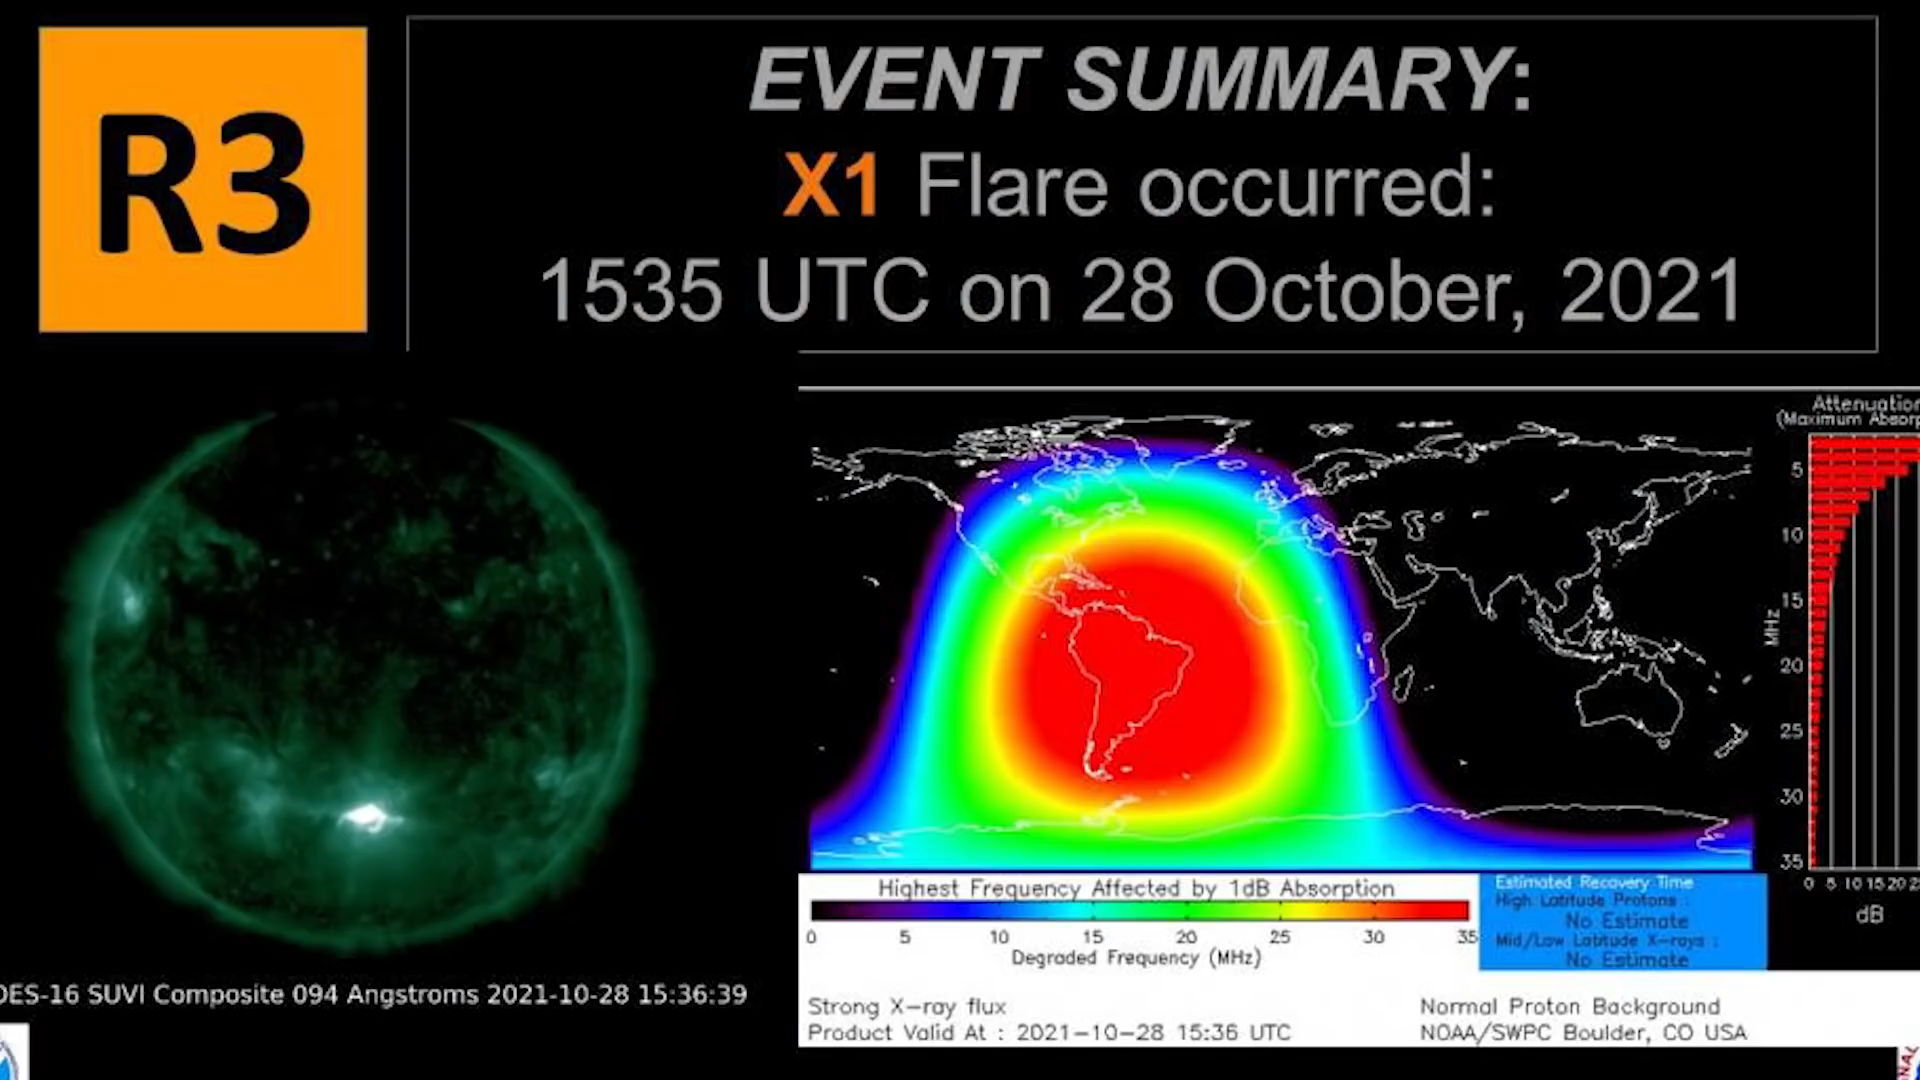 R3
EVENT SUMMARY:
X1 Flare occurred:
1535 UTC on 28 October, 2021
Attenuation
(Maximum Absorp
5
10
15
20
25
30
35
MHz
0 5 10 15 20 25
dB
Highest Frequency Affected by 1dB Absorption
0 5 10 15 20 25 30 35
Degraded Frequency (MHz)
Estimated Recovery Time
High Latitude Protons :
No Estimate
Mid/Low Latitude X-rays :
No Estimate
OES-16 SUVI Composite 094 Angstroms 2021-10-28 15:36:39
Strong X-ray flux
Normal Proton Background
Product Valid At : 2021-10-28 15:36 UTC
NOAA/SWPC Boulder, CO USA